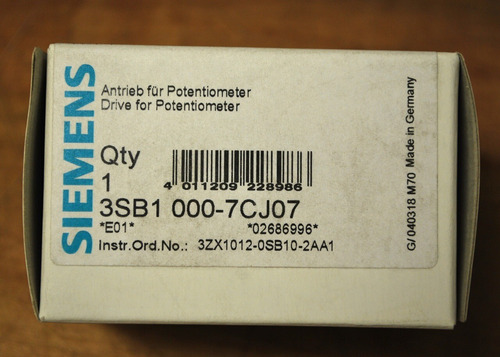 SIEMENS
Antrieb für Potentiometer
Drive for Potentiometer
Qty
1
4 011209 228986
3SB1 000-7CJ07
*E01* *02686996*
Instr.Ord.No.: 3ZX1012-0SB10-2AA1
G/ 040318 M70 Made in Germany